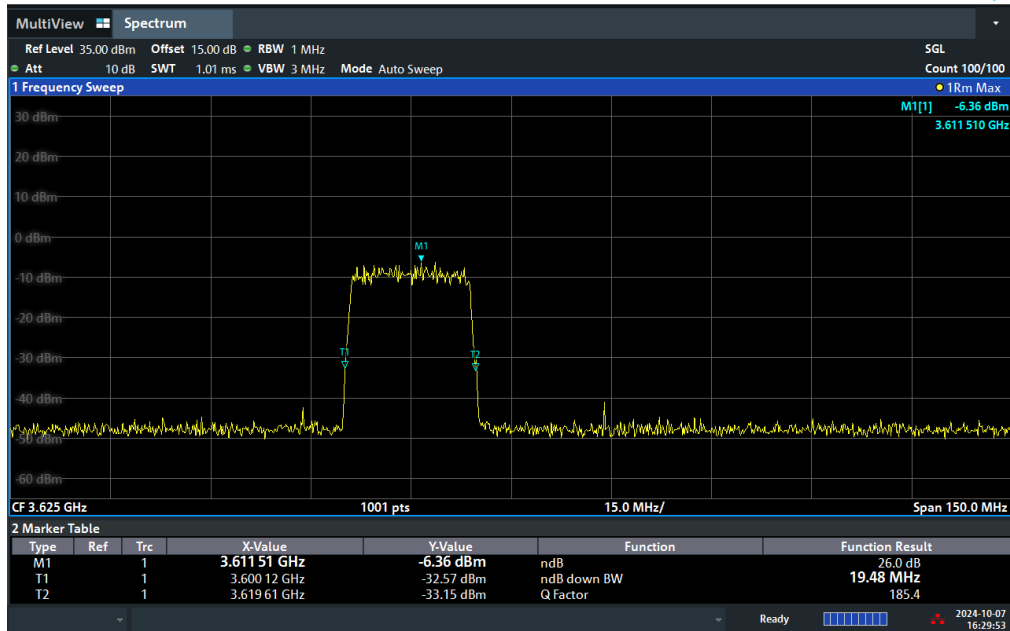 MultiView Spectrum
Ref Level 35.00 dBm Offset 15.00 dB RBW 1 MHz SGL
Att 10 dB SWT 1.01 ms VBW 3 MHz Mode Auto Sweep Count 100/100
1 Frequency Sweep 1Rm Max
M1[1] -6.36 dBm
3.611 510 GHz
30 dBm
20 dBm
10 dBm
0 dBm
M1
-10 dBm
-20 dBm
T1 T2
-30 dBm
-40 dBm
-50 dBm
-60 dBm
CF 3.625 GHz 1001 pts 15.0 MHz/ Span 150.0 MHz
2 Marker Table
Type Ref Trc X-Value Y-Value Function Function Result
M1 1 3.611 51 GHz -6.36 dBm ndB 26.0 dB
T1 1 3.600 12 GHz -32.57 dBm ndB down BW 19.48 MHz
T2 1 3.619 61 GHz -33.15 dBm Q Factor 185.4
Ready 2024-10-07
16:29:53